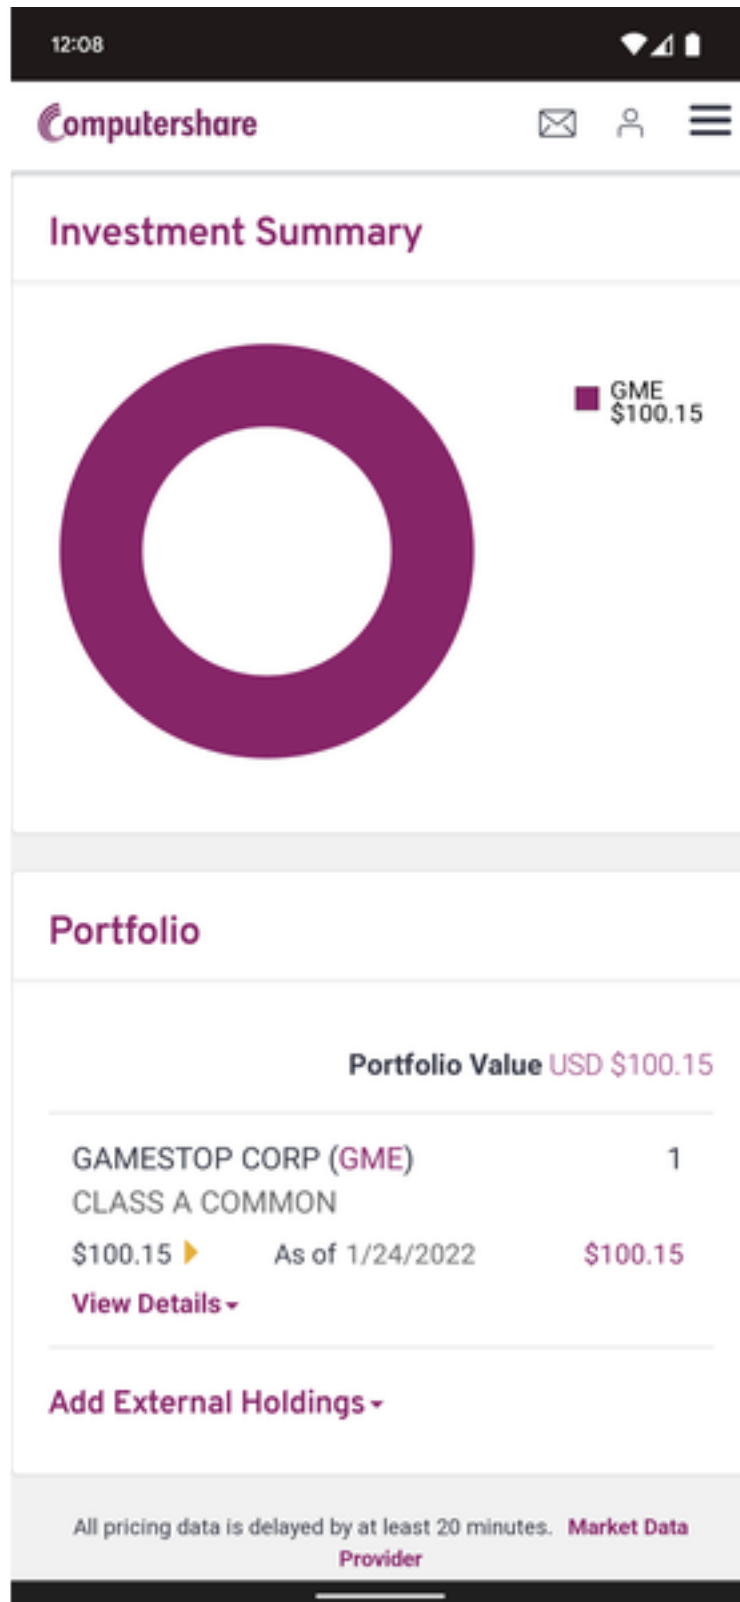 12:08
Computershare
Investment Summary
GME
$100.15
Portfolio
Portfolio Value USD $100.15
GAMESTOP CORP (GME) 1
CLASS A COMMON
$100.15 As of 1/24/2022 $100.15
View Details
Add External Holdings
All pricing data is delayed by at least 20 minutes. Market Data
Provider